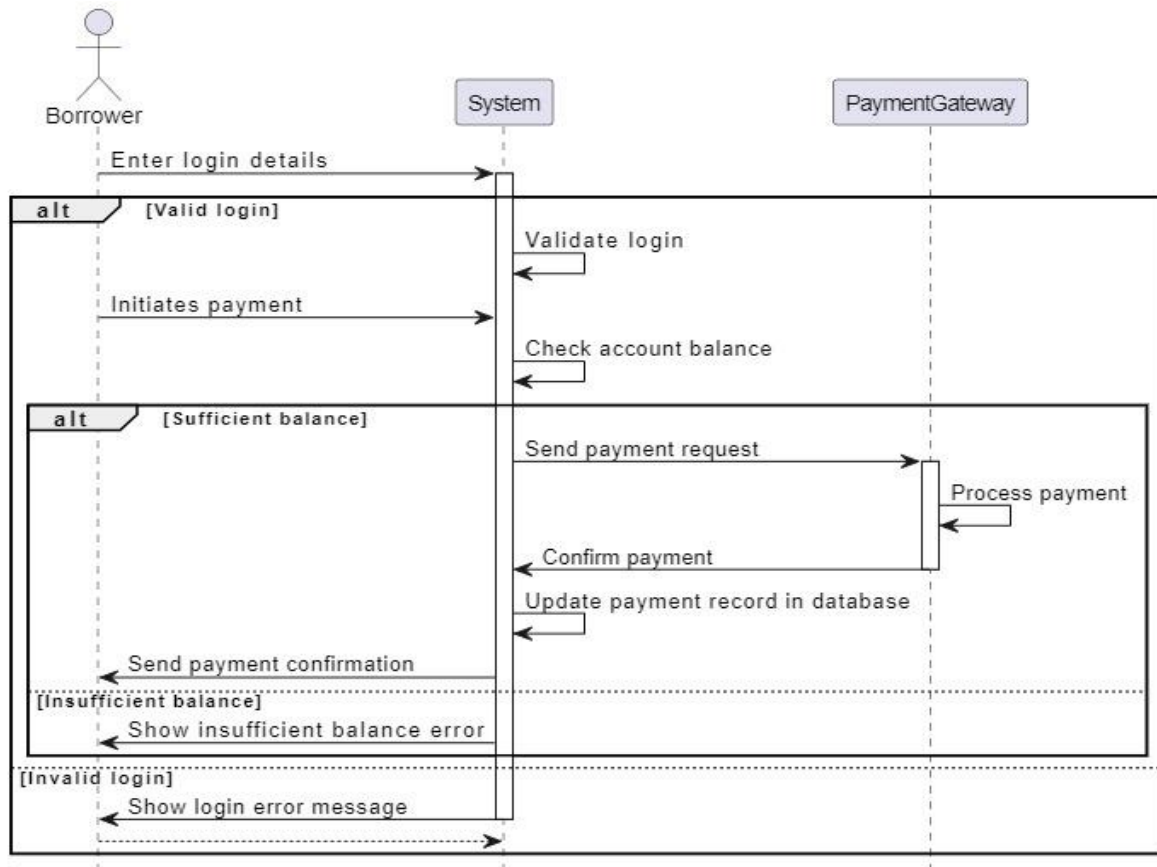 Borrower
System
PaymentGateway
Enter login details
alt
[Valid login]
Validate login
Initiates payment
Check account balance
alt
[Sufficient balance]
Send payment request
Process payment
Confirm payment
Update payment record in database
Send payment confirmation
[Insufficient balance]
Show insufficient balance error
[Invalid login]
Show login error message